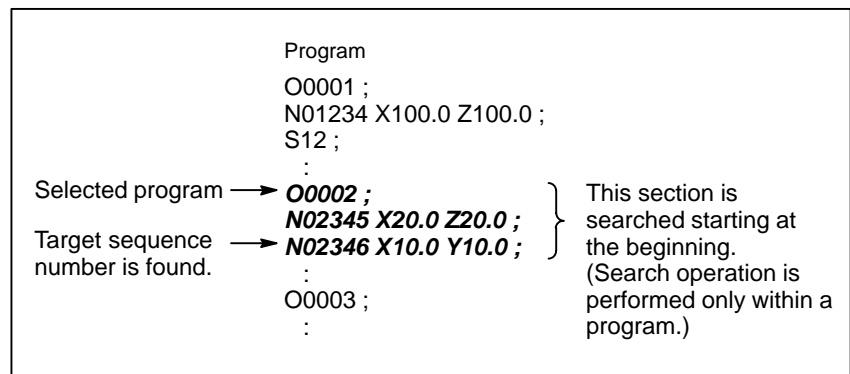 Program
O0001 ;
N01234 X100.0 Z100.0 ;
S12 ;
:
Selected program
O0002 ;
N02345 X20.0 Z20.0 ;
Target sequence
number is found.
N02346 X10.0 Y10.0 ;
:
O0003 ;
:
This section is
searched starting at
the beginning.
(Search operation is
performed only within a
program.)